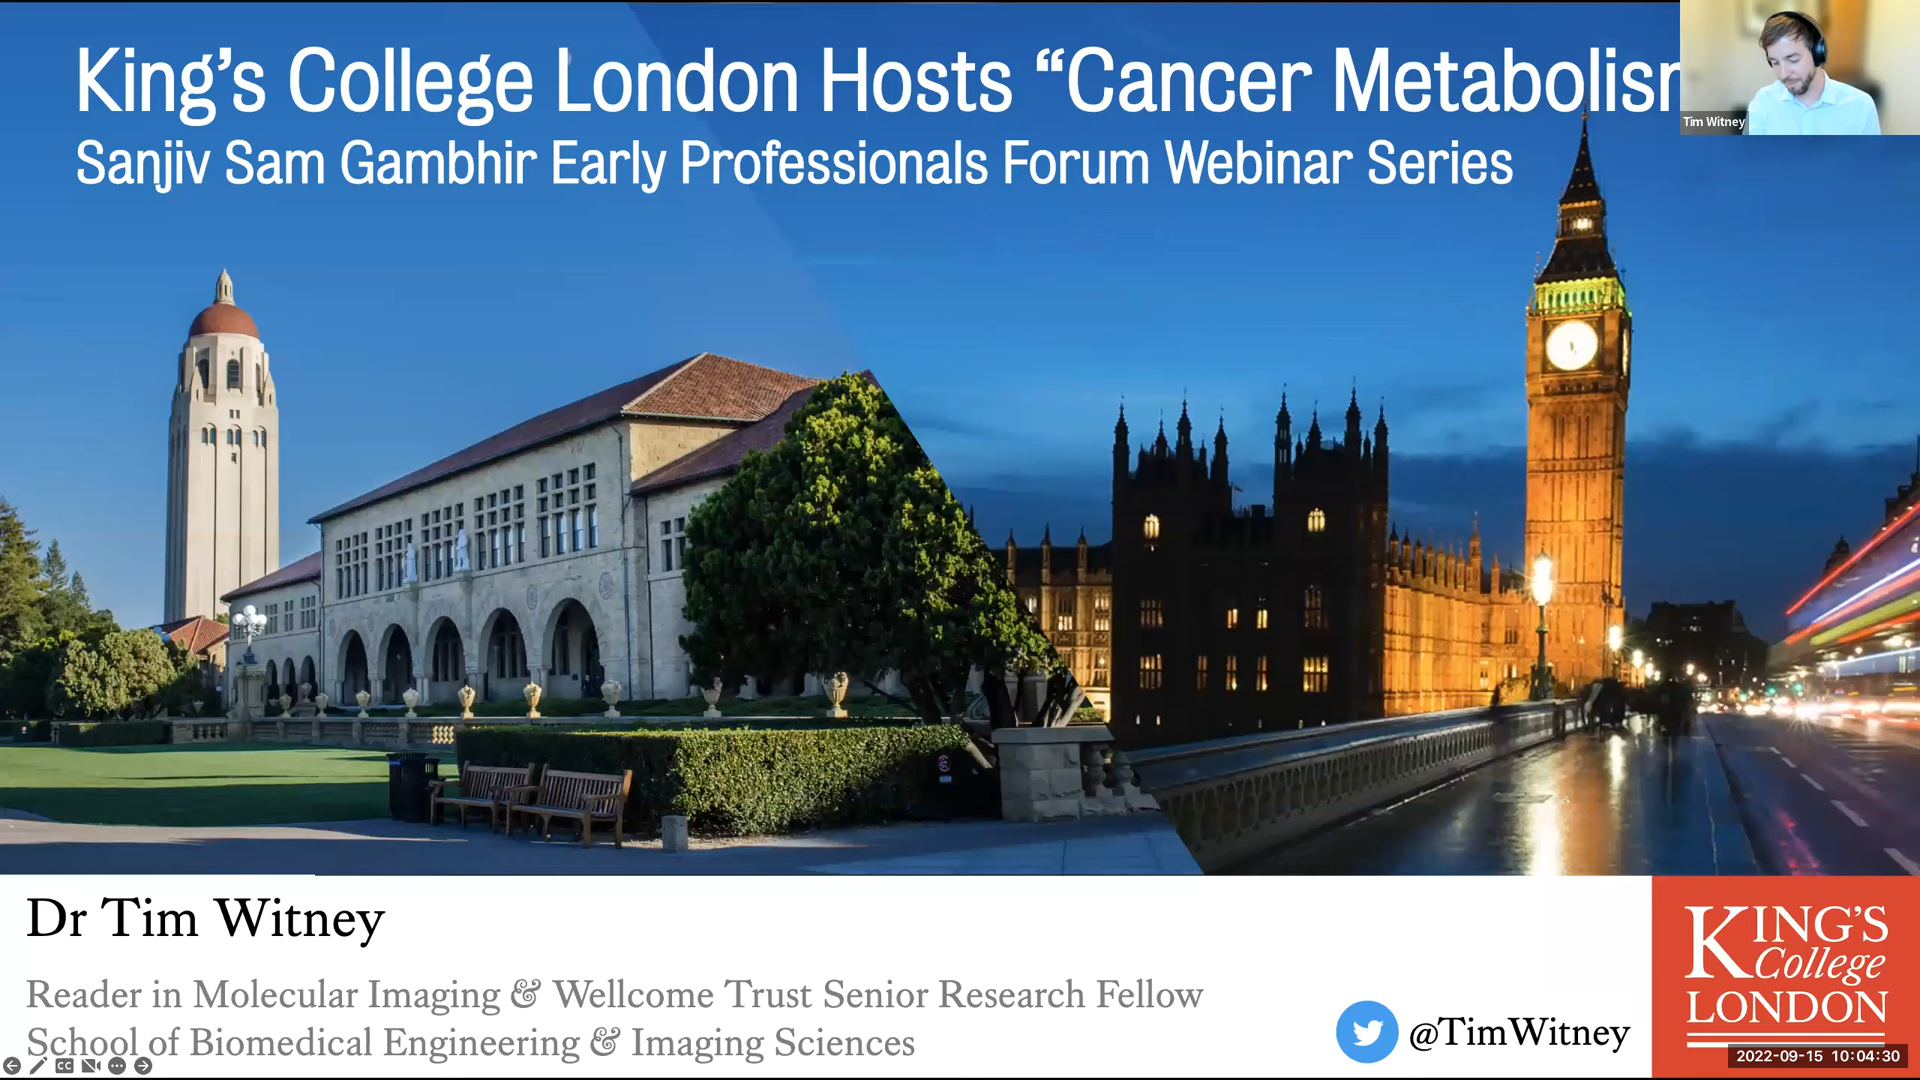 King's College London Hosts “Cancer Metabolism
Sanjiv Sam Gambhir Early Professionals Forum Webinar Series
Tim Witney
Dr Tim Witney
Reader in Molecular Imaging & Wellcome Trust Senior Research Fellow
School of Biomedical Engineering & Imaging Sciences
@TimWitney
KING'S
College
LONDON
CC
2022-09-15 10:04:30